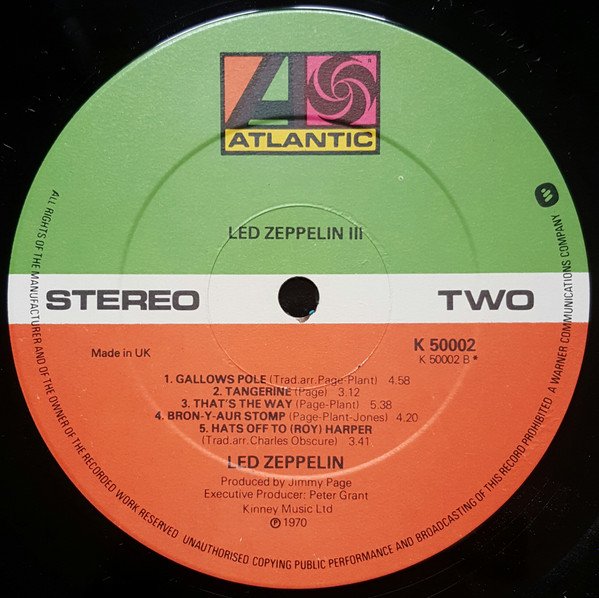 ATLANTIC
LED ZEPPELIN III
STEREO
TWO
Made in UK
K 50002
K 50002 B *
1. GALLOWS POLE (Trad.arr.Page-Plant) 4.58
2. TANGERINE (Page) 3.12
3. THAT'S THE WAY (Page-Plant) 5.38
4. BRON-Y-AUR STOMP (Page-Plant-Jones) 4.20
5. HATS OFF TO (ROY) HARPER
(Trad.arr.Charles Obscure) 3.41
LED ZEPPELIN
Produced by Jimmy Page
Executive Producer: Peter Grant
Kinney Music Ltd
Ⓟ 1970
ALL RIGHTS OF THE MANUFACTURER AND OF THE OWNER OF THE RECORDED WORK RESERVED. UNAUTHORISED COPYING PUBLIC PERFORMANCE AND BROADCASTING OF THIS RECORD PROHIBITED A WARNER COMMUNICATIONS COMPANY